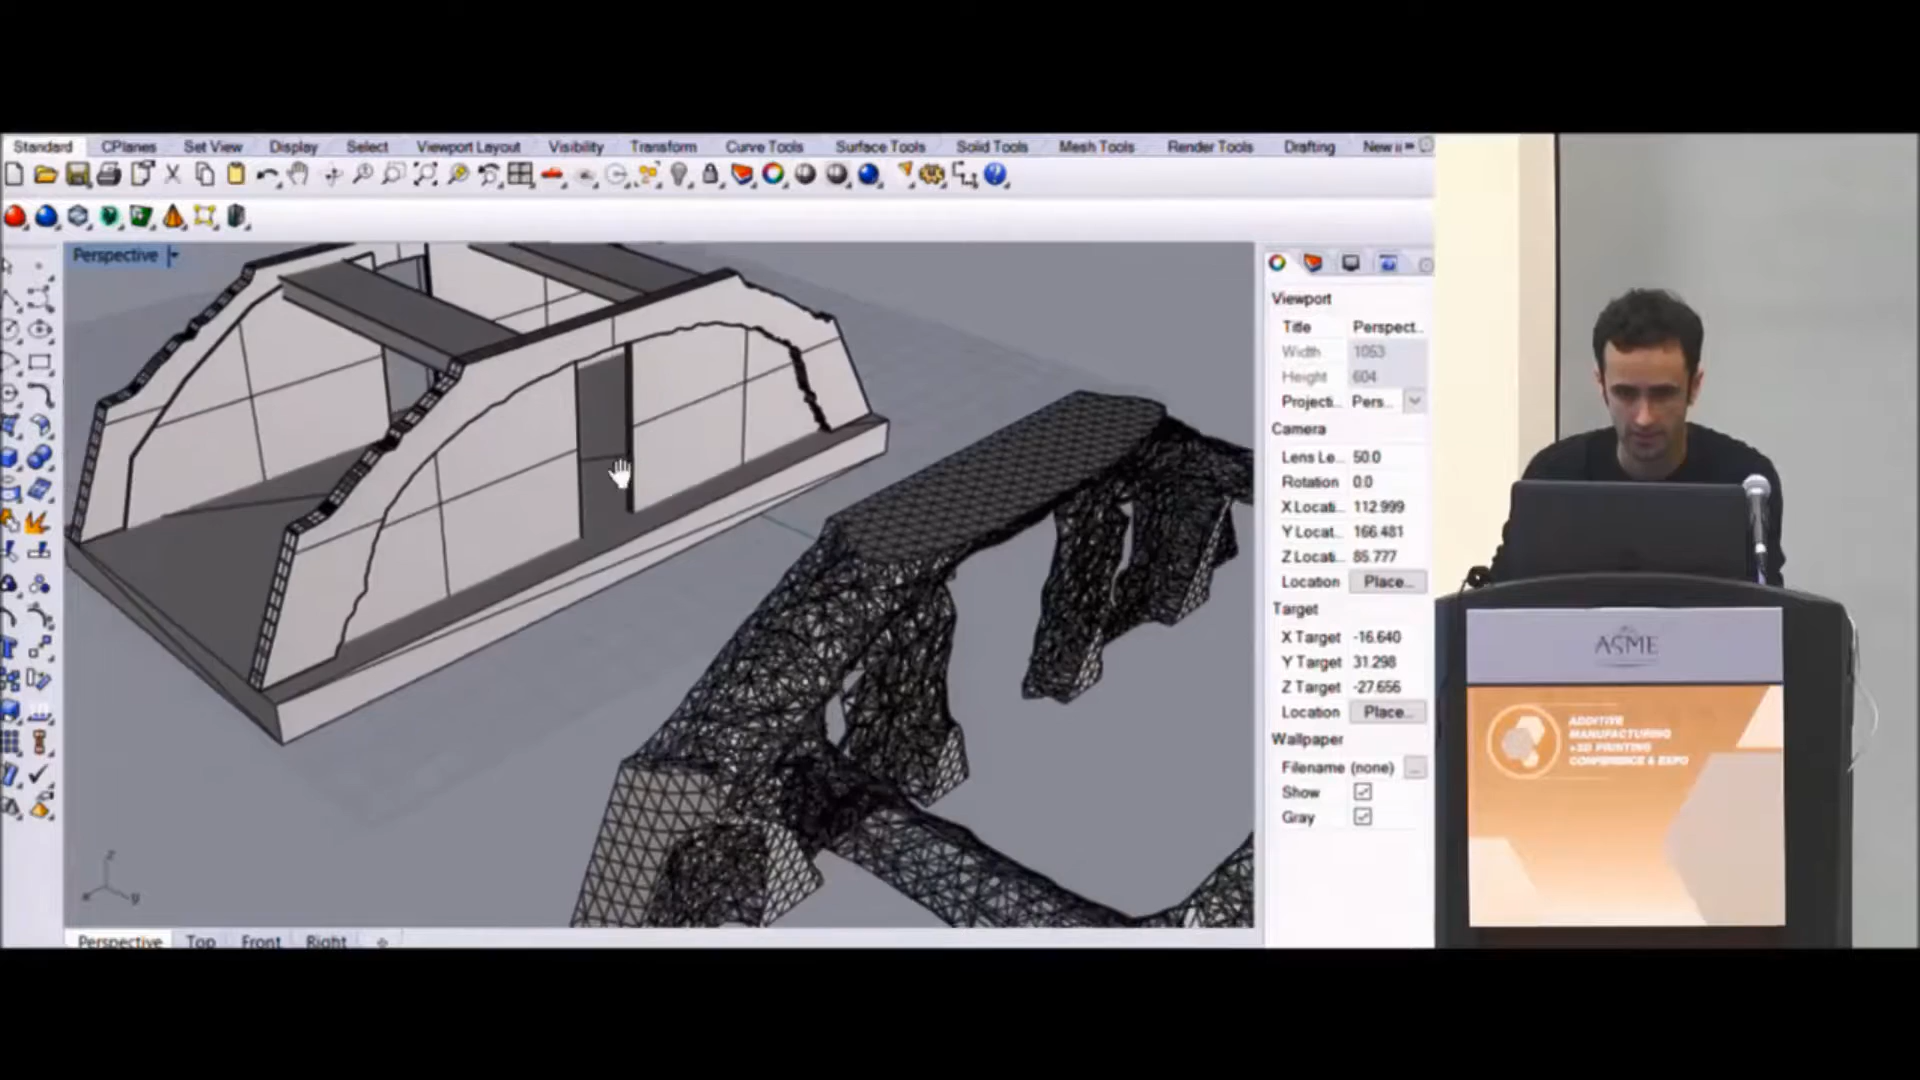 Standard CPlanes Set View Display Select Viewport Layout Visibility Transform Curve Tools Surface Tools Solid Tools Mesh Tools Render Tools Drafting New i
Perspective
Viewport
Title Perspect...
Width 1053
Height 604
Projecti... Pers...
Camera
Lens Le... 50.0
Rotation 0.0
X Locati... 112.999
Y Locat... 166.481
Z Locati... 85.777
Location Place...
Target
X Target -16.640
Y Target 31.298
Z Target -27.656
Location Place...
Wallpaper
Filename (none) ...
Show
Gray
z
x y
Perspective Top Front Right
ASME
ADDITIVE
MANUFACTURING
+3D PRINTING
CONFERENCE & EXPO